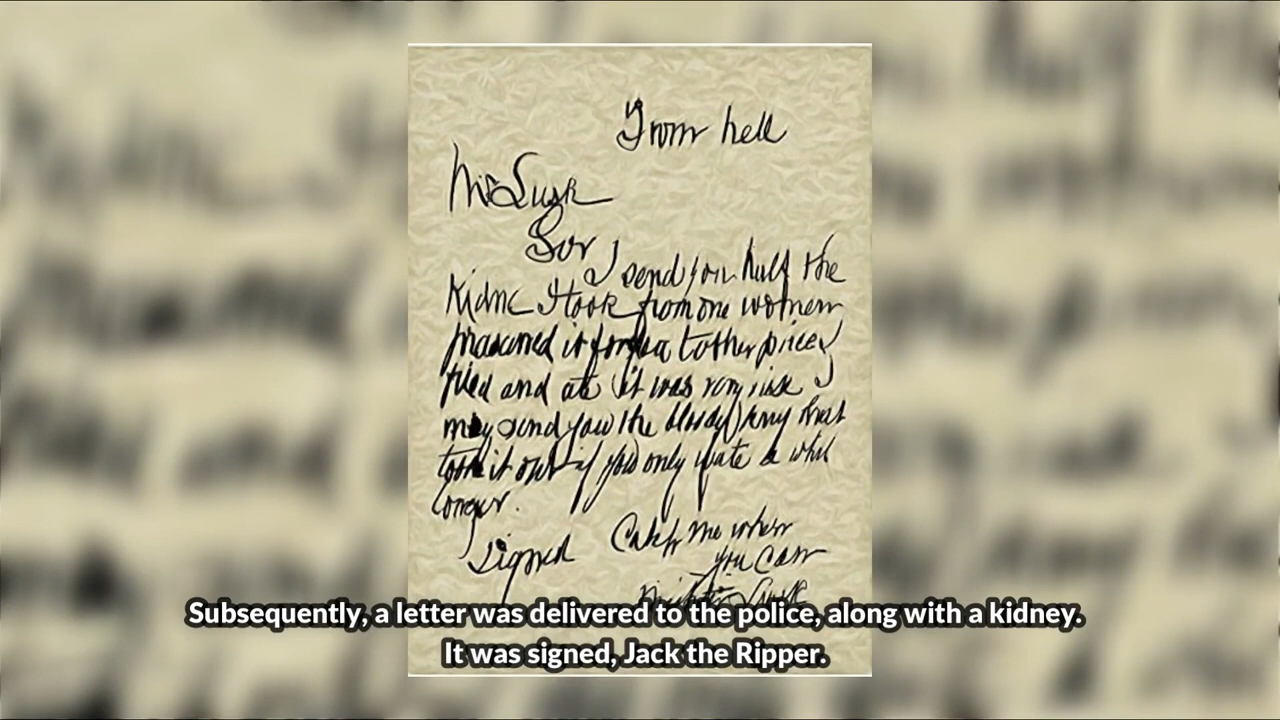 From hell
Mr Lusk
Sor
I send you half the
Kidne I took from one women
prasarved it for you tother piece I
fried and ate it was very nise I
may send you the bloody knif that
took it out if you only wate a whil
longer.
signed Catch me when
you Can
Mishter Lusk
Subsequently, a letter was delivered to the police, along with a kidney.
It was signed, Jack the Ripper.